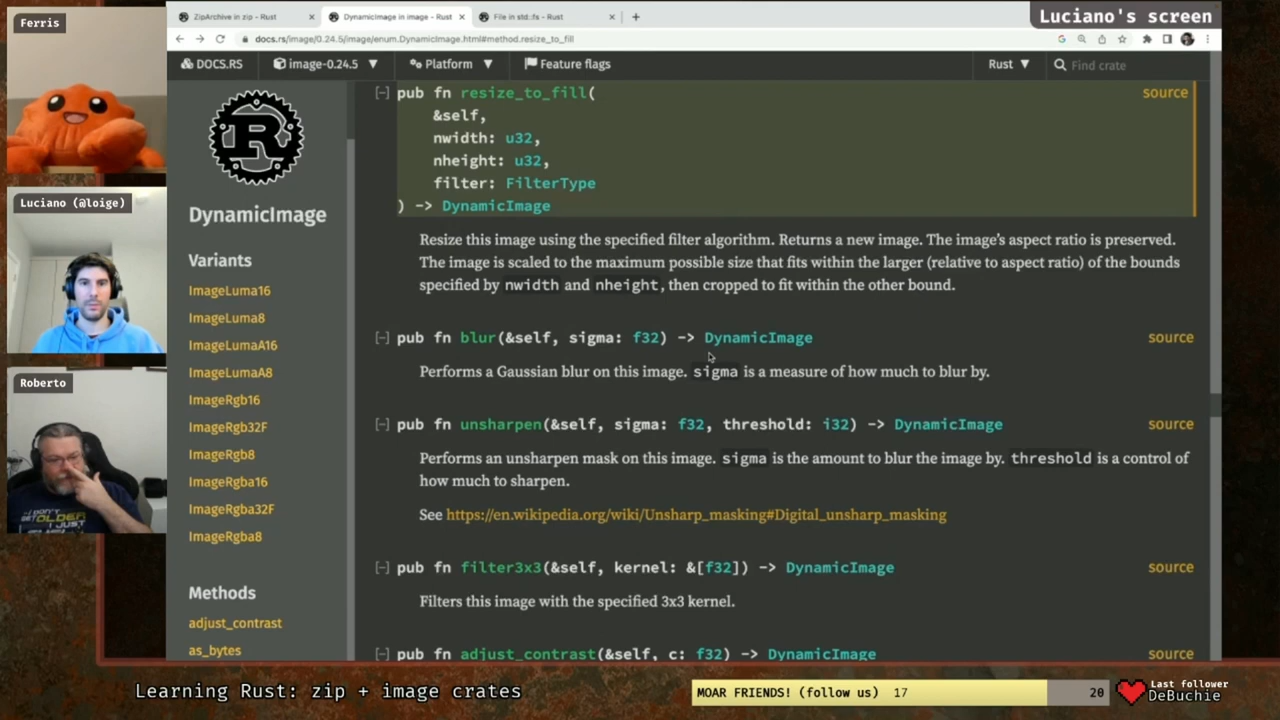 Ferris
Luciano (@loige)
Roberto
I DON'T
GET OLDER
I JUST
ZipArchive in zip - Rust
DynamicImage in image - Rust
File in std::fs - Rust
Luciano's screen
docs.rs/image/0.24.5/image/enum.DynamicImage.html#method.resize_to_fill
DOCS.RS
image-0.24.5
Platform
Feature flags
Rust
Find crate
R
DynamicImage
Variants
ImageLuma16
ImageLuma8
ImageLumaA16
ImageLumaA8
ImageRgb16
ImageRgb32F
ImageRgb8
ImageRgba16
ImageRgba32F
ImageRgba8
Methods
adjust_contrast
as_bytes
[-] pub fn resize_to_fill( source
&self,
nwidth: u32,
nheight: u32,
filter: FilterType
) -> DynamicImage
Resize this image using the specified filter algorithm. Returns a new image. The image's aspect ratio is preserved.
The image is scaled to the maximum possible size that fits within the larger (relative to aspect ratio) of the bounds
specified by nwidth and nheight, then cropped to fit within the other bound.
[-] pub fn blur(&self, sigma: f32) -> DynamicImage source
Performs a Gaussian blur on this image. sigma is a measure of how much to blur by.
[-] pub fn unsharpen(&self, sigma: f32, threshold: i32) -> DynamicImage source
Performs an unsharpen mask on this image. sigma is the amount to blur the image by. threshold is a control of
how much to sharpen.
See https://en.wikipedia.org/wiki/Unsharp_masking#Digital_unsharp_masking
[-] pub fn filter3x3(&self, kernel: &[f32]) -> DynamicImage source
Filters this image with the specified 3x3 kernel.
[-] pub fn adjust_contrast(&self, c: f32) -> DynamicImage source
Learning Rust: zip + image crates
MOAR FRIENDS! (follow us) 17 20
Last follower
DeBuchie